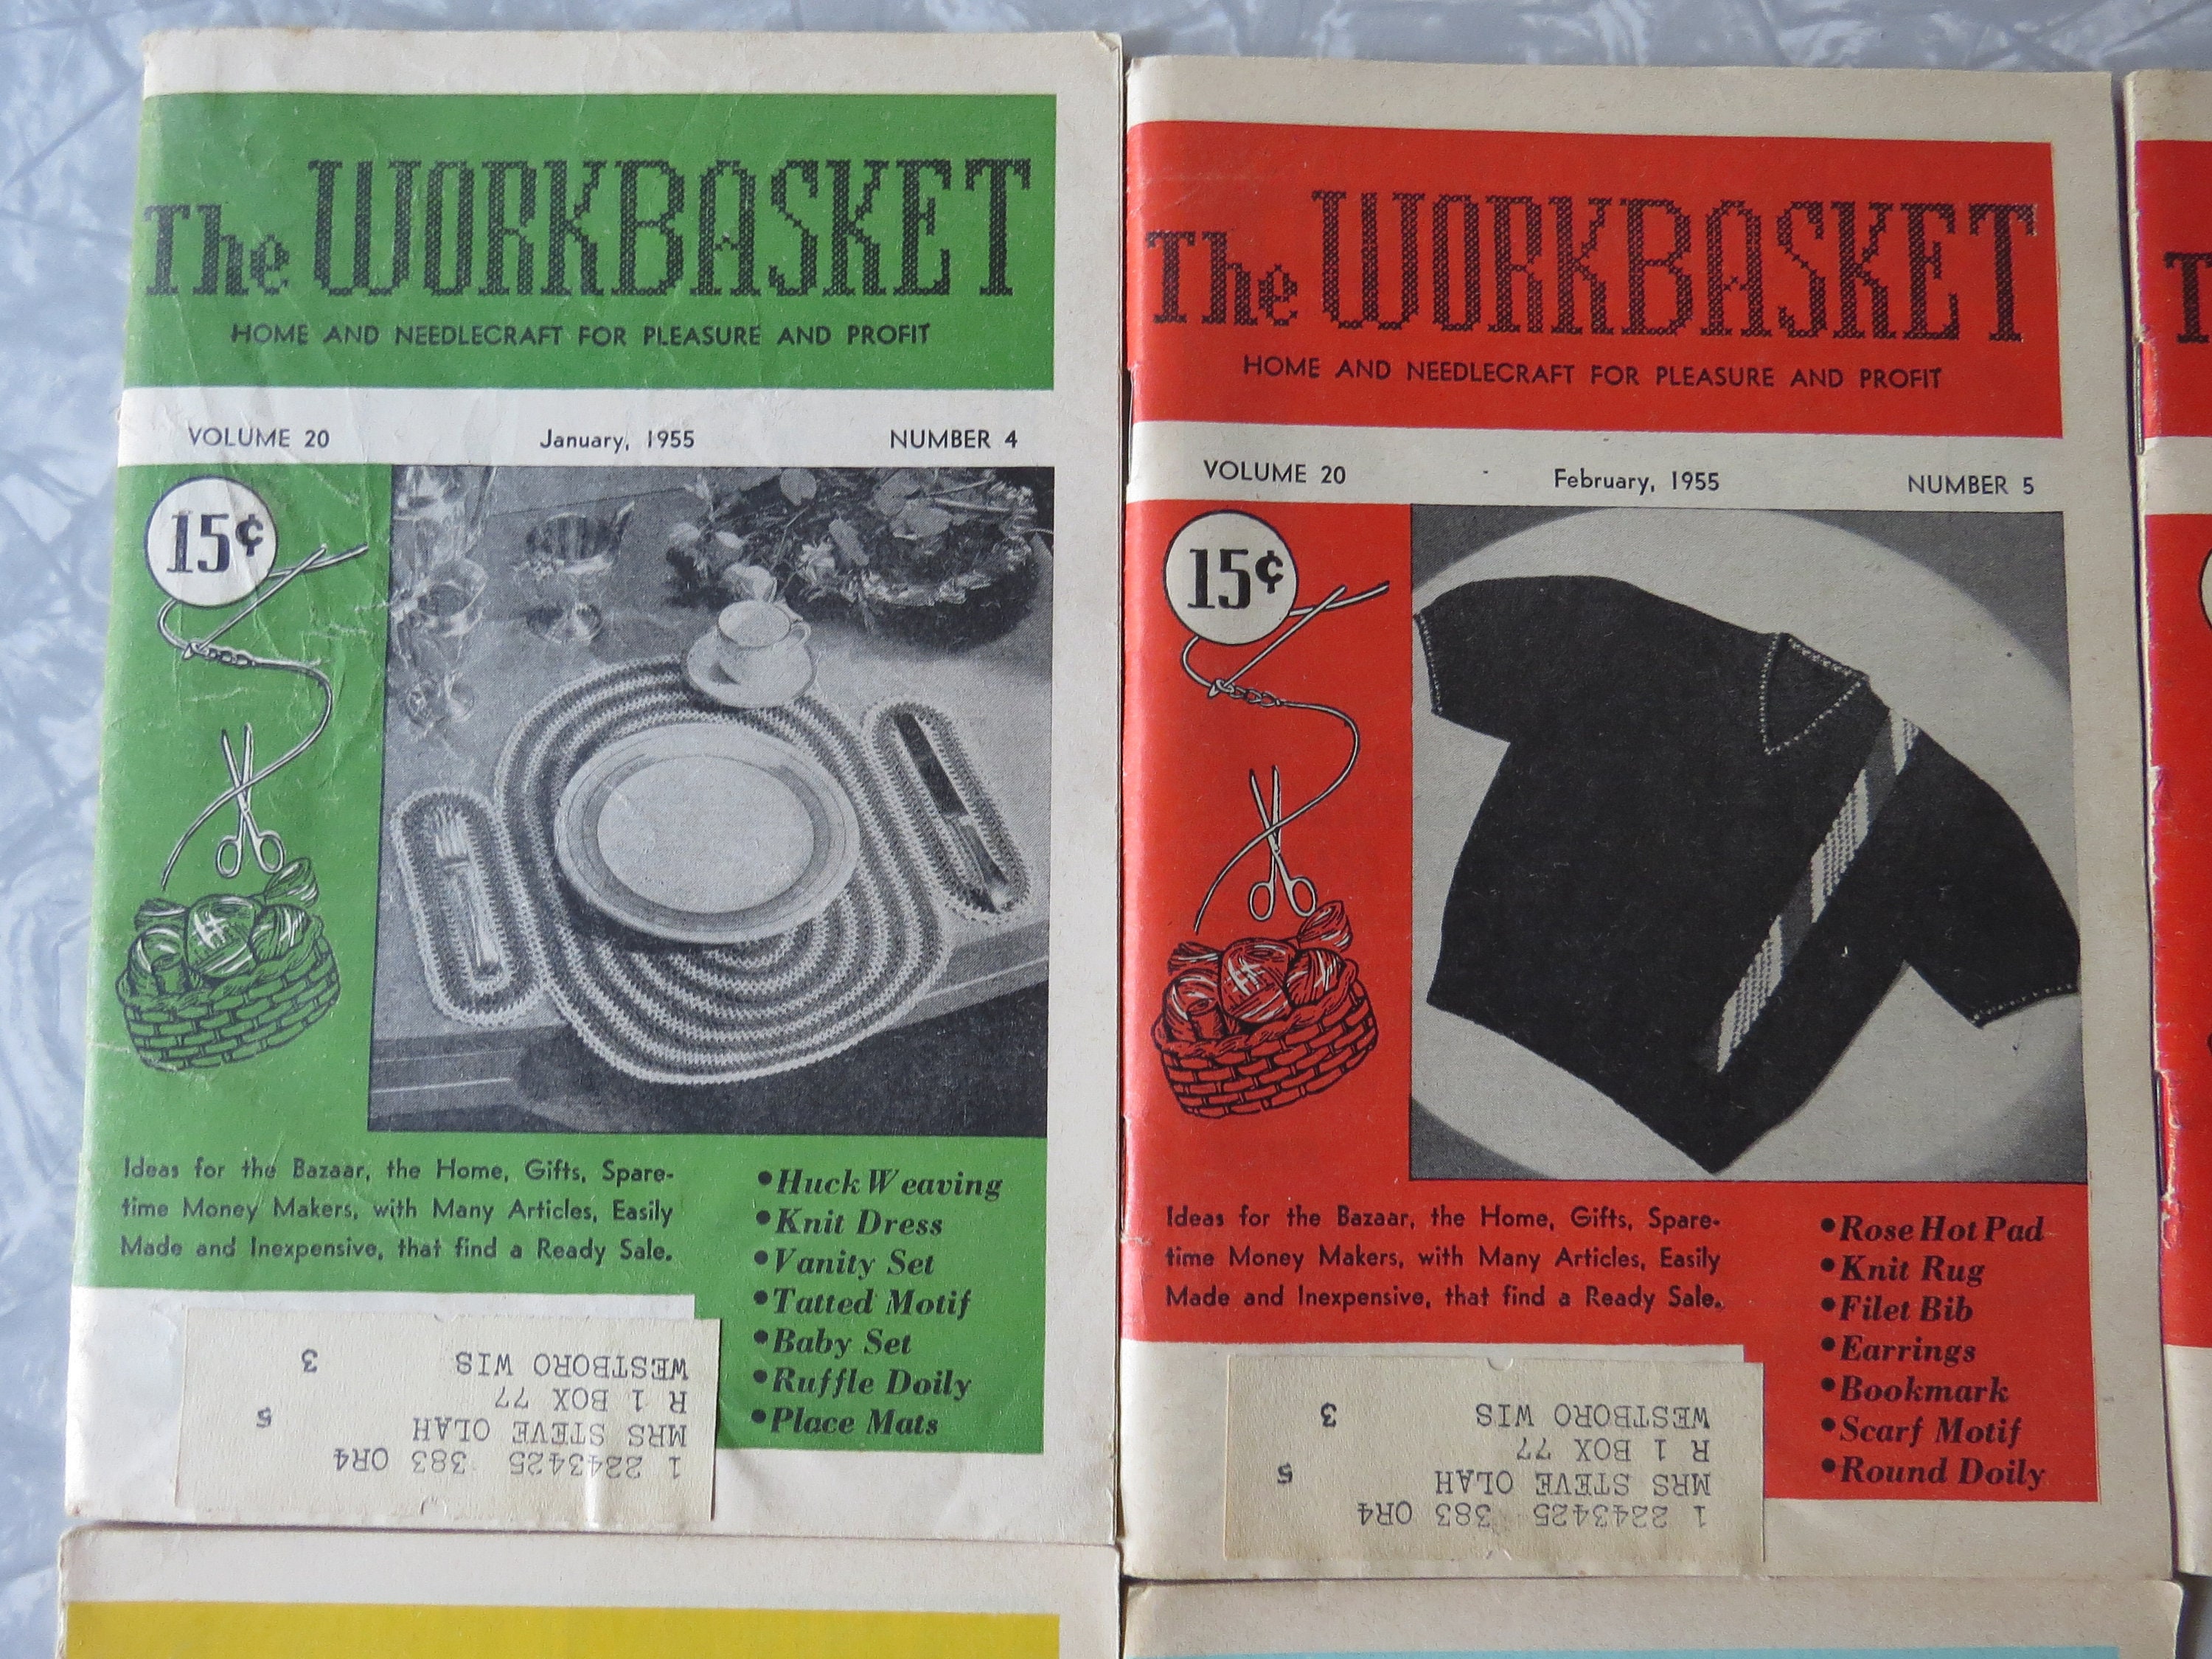 The WORKBASKET
HOME AND NEEDLECRAFT FOR PLEASURE AND PROFIT
VOLUME 20 January, 1955 NUMBER 4
15¢
Ideas for the Bazaar, the Home, Gifts, Spare-
time Money Makers, with Many Articles, Easily
Made and Inexpensive, that find a Ready Sale.
•Huck Weaving
•Knit Dress
•Vanity Set
•Tatted Motif
•Baby Set
•Ruffle Doily
•Place Mats
1 2243425 383 OR4
MRS STEVE OLAH 5
R 1 BOX 77
WESTBORO WIS 3
The WORKBASKET
HOME AND NEEDLECRAFT FOR PLEASURE AND PROFIT
VOLUME 20 February, 1955 NUMBER 5
15¢
Ideas for the Bazaar, the Home, Gifts, Spare-
time Money Makers, with Many Articles, Easily
Made and Inexpensive, that find a Ready Sale.
•Rose Hot Pad
•Knit Rug
•Filet Bib
•Earrings
•Bookmark
•Scarf Motif
•Round Doily
1 2243425 383 OR4
MRS STEVE OLAH 5
R 1 BOX 77
WESTBORO WIS 3
T